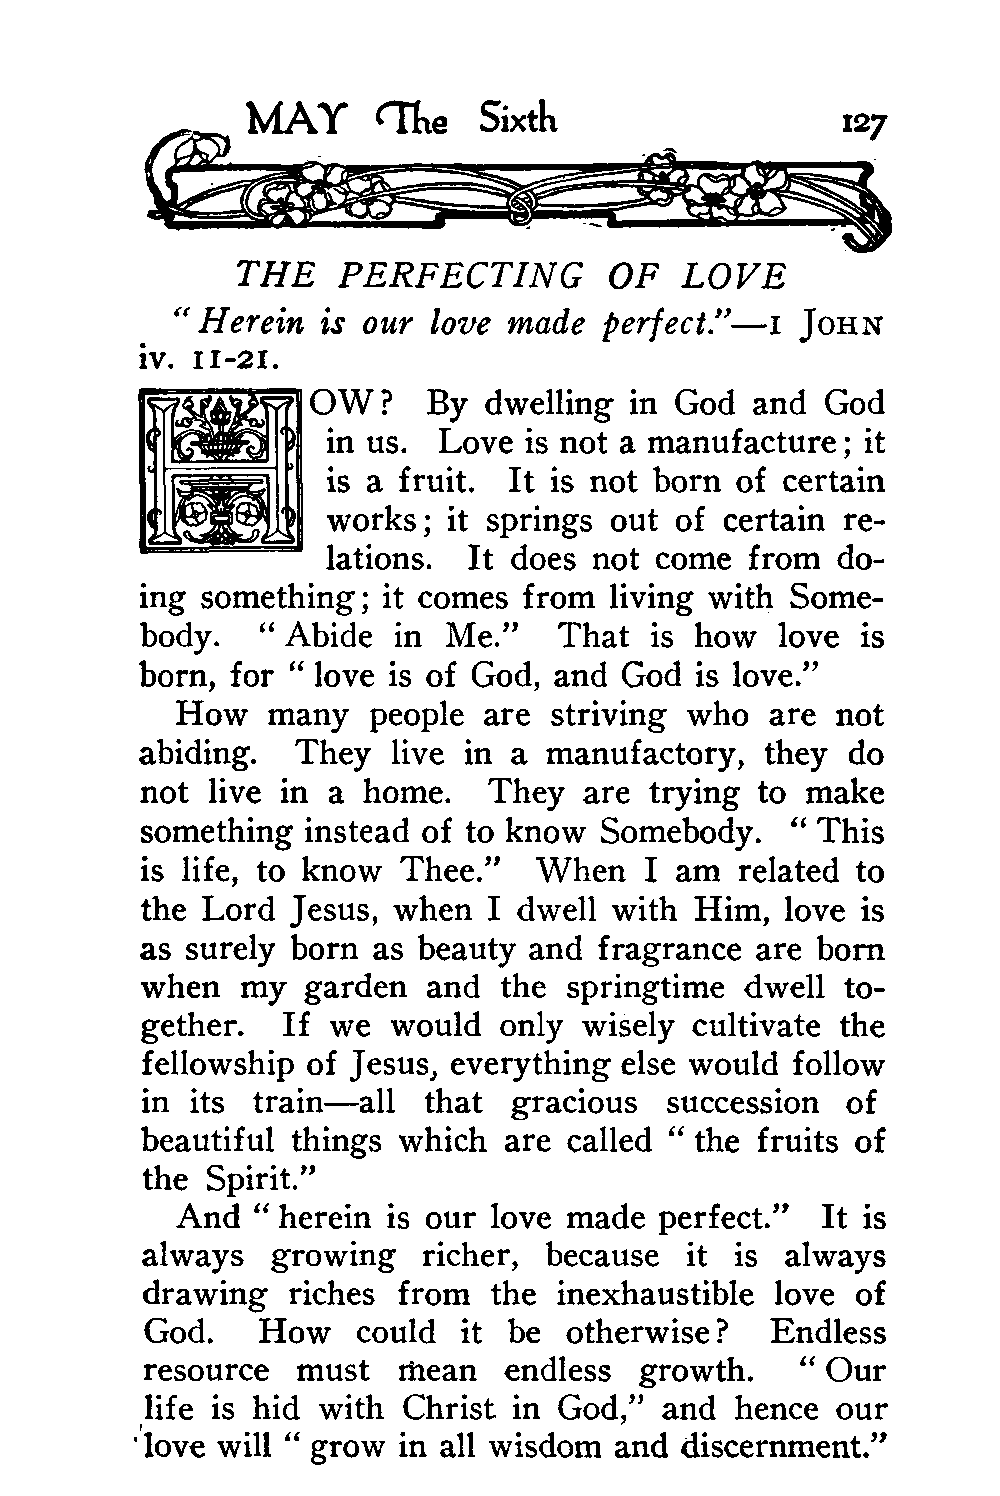 MAY The Sixth 127
THE PERFECTING OF LOVE
“Herein is our love made perfect.”—1 JOHN
iv. 11-21.
HOW? By dwelling in God and God
in us. Love is not a manufacture; it
is a fruit. It is not born of certain
works; it springs out of certain re-
lations. It does not come from do-
ing something; it comes from living with Some-
body. “Abide in Me.” That is how love is
born, for “love is of God, and God is love.”
How many people are striving who are not
abiding. They live in a manufactory, they do
not live in a home. They are trying to make
something instead of to know Somebody. “This
is life, to know Thee.” When I am related to
the Lord Jesus, when I dwell with Him, love is
as surely born as beauty and fragrance are born
when my garden and the springtime dwell to-
gether. If we would only wisely cultivate the
fellowship of Jesus, everything else would follow
in its train—all that gracious succession of
beautiful things which are called “the fruits of
the Spirit.”
And “herein is our love made perfect.” It is
always growing richer, because it is always
drawing riches from the inexhaustible love of
God. How could it be otherwise? Endless
resource must mean endless growth. “Our
life is hid with Christ in God,” and hence our
love will “grow in all wisdom and discernment.”